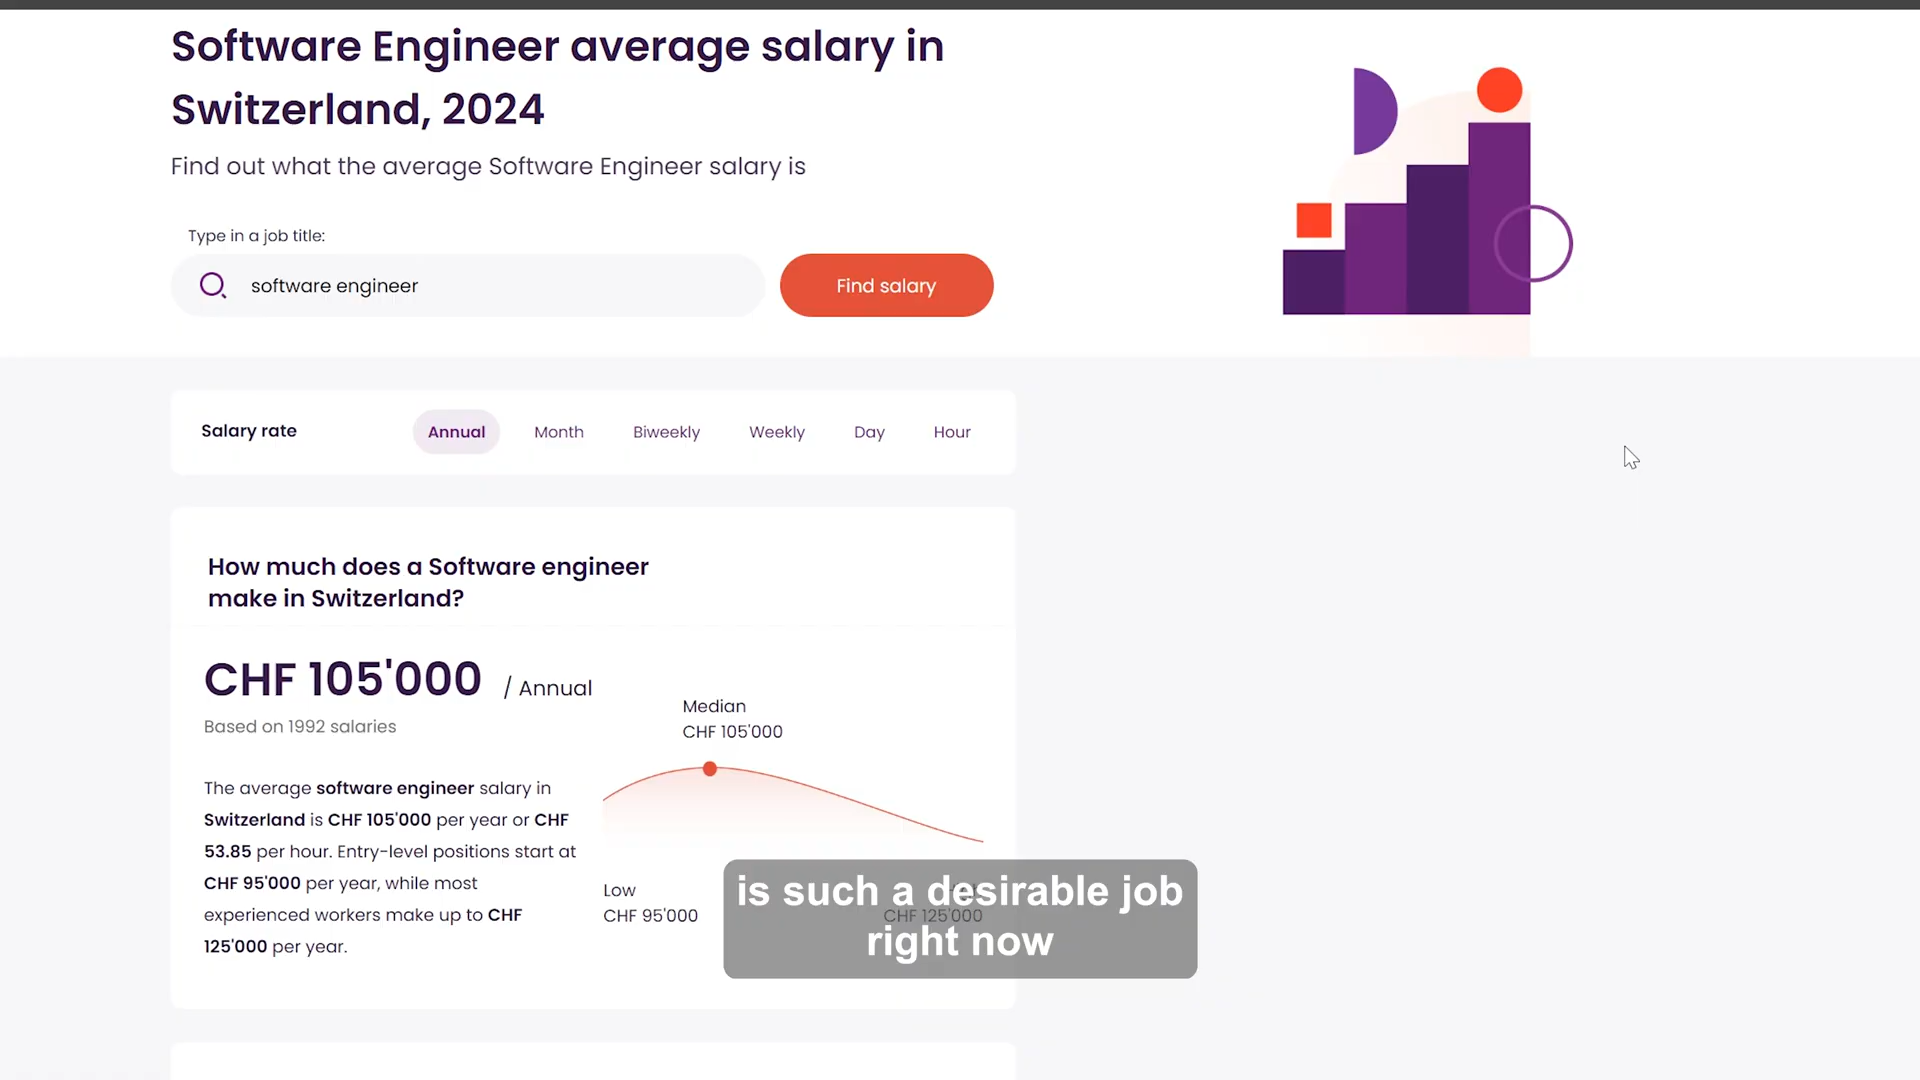 Software Engineer average salary in
Switzerland, 2024
Find out what the average Software Engineer salary is
Type in a job title:
software engineer
Find salary
Salary rate
Annual
Month
Biweekly
Weekly
Day
Hour
How much does a Software engineer
make in Switzerland?
CHF 105'000 / Annual
Based on 1992 salaries
The average software engineer salary in
Switzerland is CHF 105'000 per year or CHF
53.85 per hour. Entry-level positions start at
CHF 95'000 per year, while most
experienced workers make up to CHF
125'000 per year.
Median
CHF 105'000
Low
CHF 95'000
CHF 125'000
is such a desirable job
right now